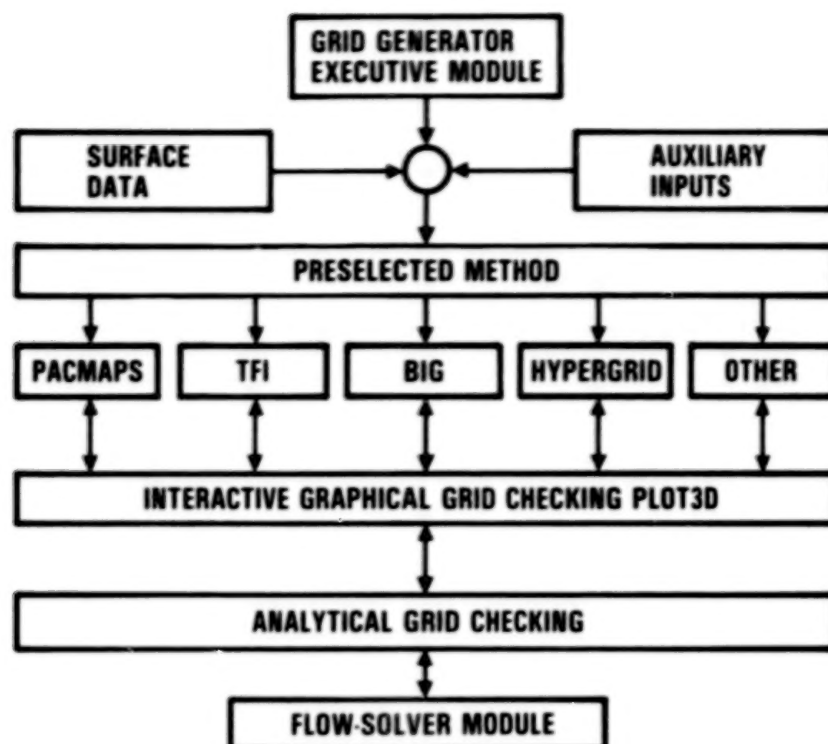 GRID GENERATOR
EXECUTIVE MODULE
SURFACE
DATA
AUXILIARY
INPUTS
PRESELECTED METHOD
PACMAPS
TFI
BIG
HYPERGRID
OTHER
INTERACTIVE GRAPHICAL GRID CHECKING PLOT3D
ANALYTICAL GRID CHECKING
FLOW-SOLVER MODULE